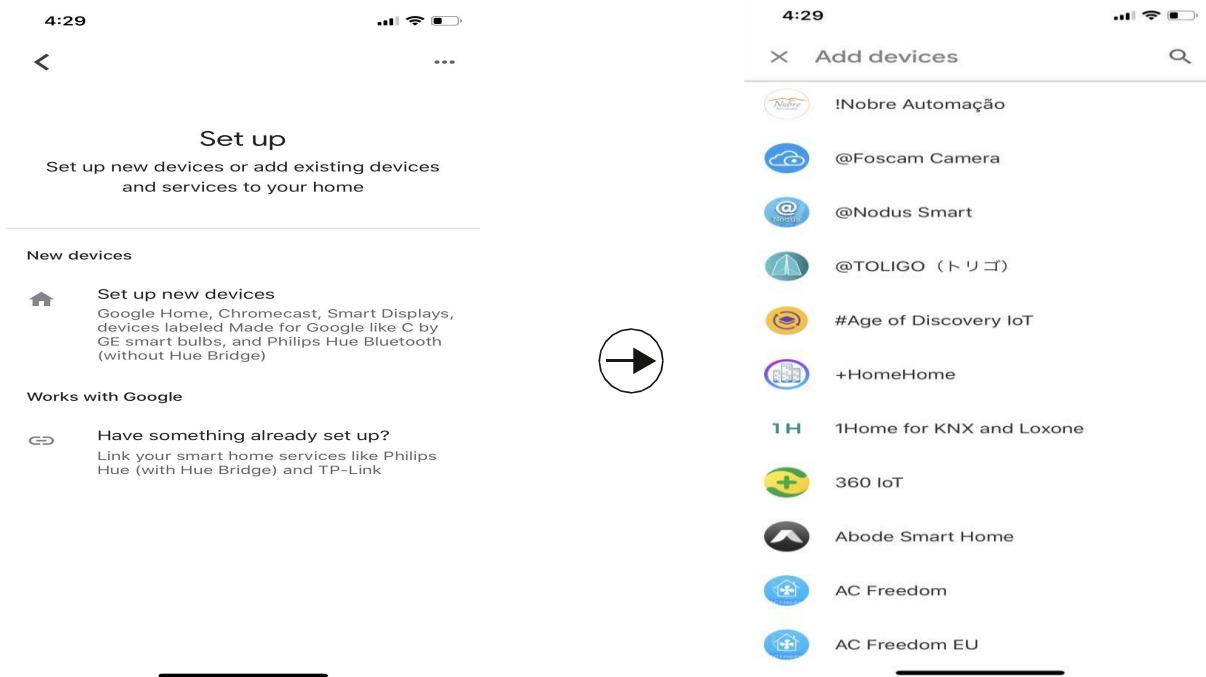 4:29
Set up
Set up new devices or add existing devices
and services to your home
New devices
Set up new devices
Google Home, Chromecast, Smart Displays,
devices labeled Made for Google like C by
GE smart bulbs, and Philips Hue Bluetooth
(without Hue Bridge)
Works with Google
Have something already set up?
Link your smart home services like Philips
Hue (with Hue Bridge) and TP-Link
4:29
Add devices
Nobre
!Nobre Automação
@Foscam Camera
@
Nodus
@Nodus Smart
@TOLIGO（トリゴ）
#Age of Discovery IoT
+HomeHome
1H
1Home for KNX and Loxone
360 IoT
Abode Smart Home
AC Freedom
AC Freedom EU